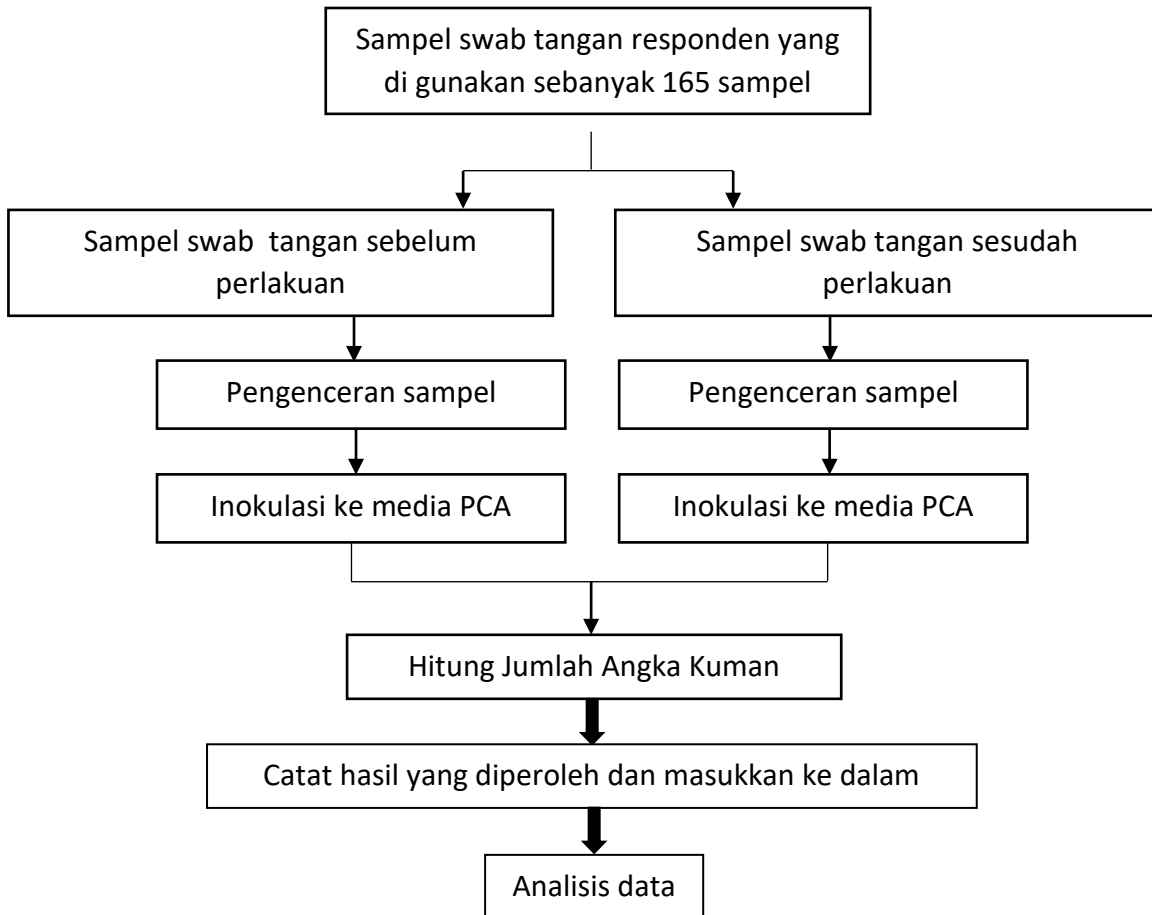 Sampel swab tangan responden yang
di gunakan sebanyak 165 sampel
Sampel swab tangan sebelum
perlakuan
Sampel swab tangan sesudah
perlakuan
Pengenceran sampel
Pengenceran sampel
Inokulasi ke media PCA
Inokulasi ke media PCA
Hitung Jumlah Angka Kuman
Catat hasil yang diperoleh dan masukkan ke dalam
Analisis data